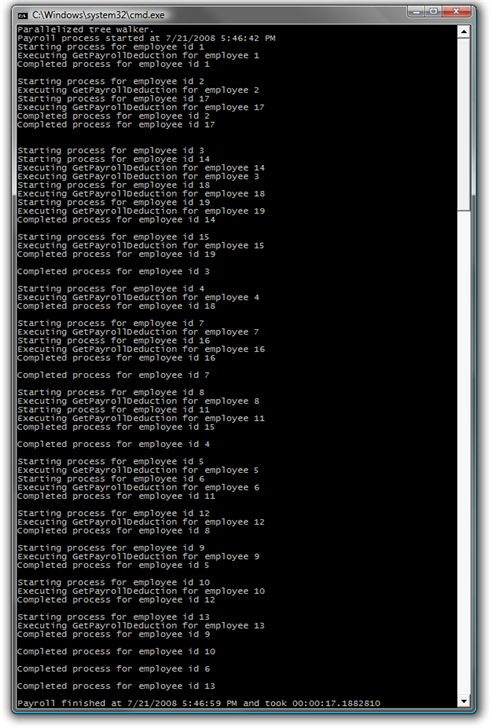 C:\Windows\system32\cmd.exe
Parallelized tree walker.
Payroll process started at 7/21/2008 5:46:42 PM
Starting process for employee id 1
Executing GetPayrollDeduction for employee 1
Completed process for employee id 1
Starting process for employee id 2
Executing GetPayrollDeduction for employee 2
Starting process for employee id 17
Executing GetPayrollDeduction for employee 17
Completed process for employee id 2
Completed process for employee id 17
Starting process for employee id 3
Starting process for employee id 14
Executing GetPayrollDeduction for employee 14
Executing GetPayrollDeduction for employee 3
Starting process for employee id 18
Executing GetPayrollDeduction for employee 18
Starting process for employee id 19
Executing GetPayrollDeduction for employee 19
Completed process for employee id 14
Starting process for employee id 15
Executing GetPayrollDeduction for employee 15
Completed process for employee id 19
Completed process for employee id 3
Starting process for employee id 4
Executing GetPayrollDeduction for employee 4
Completed process for employee id 18
Starting process for employee id 7
Executing GetPayrollDeduction for employee 7
Starting process for employee id 16
Executing GetPayrollDeduction for employee 16
Completed process for employee id 16
Completed process for employee id 7
Starting process for employee id 8
Executing GetPayrollDeduction for employee 8
Starting process for employee id 11
Executing GetPayrollDeduction for employee 11
Completed process for employee id 15
Completed process for employee id 4
Starting process for employee id 5
Executing GetPayrollDeduction for employee 5
Starting process for employee id 6
Executing GetPayrollDeduction for employee 6
Completed process for employee id 11
Starting process for employee id 12
Executing GetPayrollDeduction for employee 12
Completed process for employee id 8
Starting process for employee id 9
Executing GetPayrollDeduction for employee 9
Completed process for employee id 5
Starting process for employee id 10
Executing GetPayrollDeduction for employee 10
Completed process for employee id 12
Starting process for employee id 13
Executing GetPayrollDeduction for employee 13
Completed process for employee id 9
Completed process for employee id 10
Completed process for employee id 6
Completed process for employee id 13
Payroll finished at 7/21/2008 5:46:59 PM and took 00:00:17.1882810